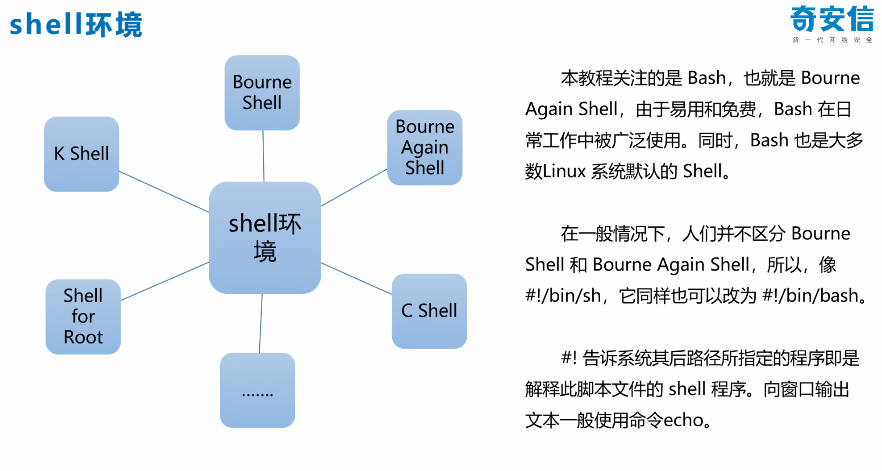 shell环境
奇安信
新一代网络安全
Bourne
Shell
Bourne
Again
Shell
K Shell
shell环
境
Shell
for
Root
C Shell
.......
本教程关注的是 Bash，也就是 Bourne
Again Shell，由于易用和免费，Bash 在日
常工作中被广泛使用。同时，Bash 也是大多
数Linux 系统默认的 Shell。
在一般情况下，人们并不区分 Bourne
Shell 和 Bourne Again Shell，所以，像
#!/bin/sh，它同样也可以改为 #!/bin/bash。
#! 告诉系统其后路径所指定的程序即是
解释此脚本文件的 shell 程序。向窗口输出
文本一般使用命令echo。